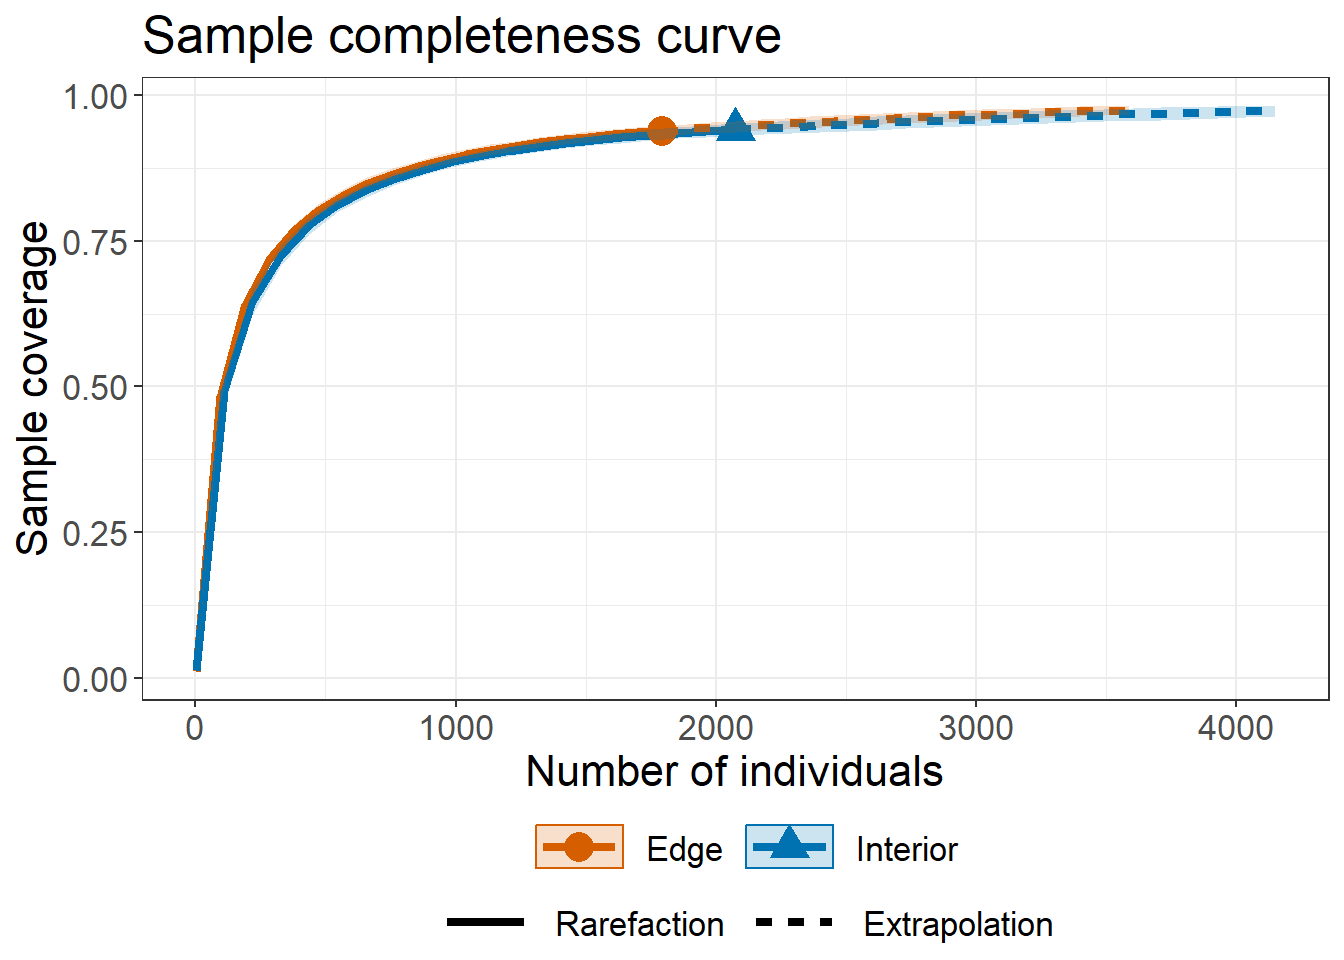 Sample completeness curve
1.00
0.75
0.50
0.25
0.00
Sample coverage
0 1000 2000 3000 4000
Number of individuals
Edge Interior
Rarefaction Extrapolation